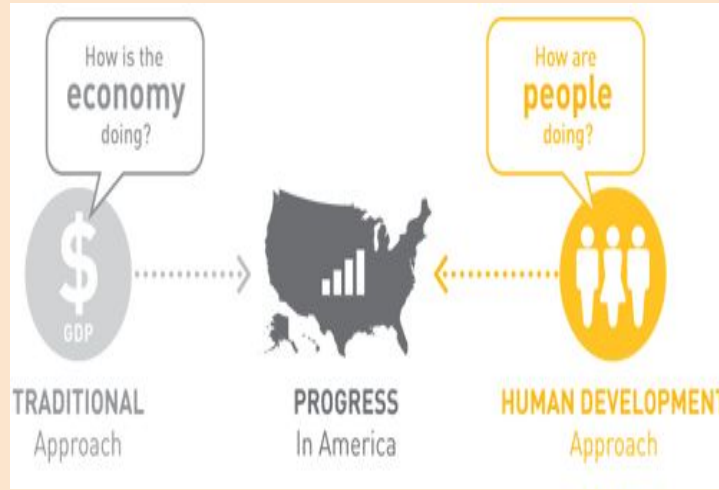 How is the
economy
doing?
$
GDP
TRADITIONAL
Approach
PROGRESS
In America
How are
people
doing?
HUMAN DEVELOPMENT
Approach